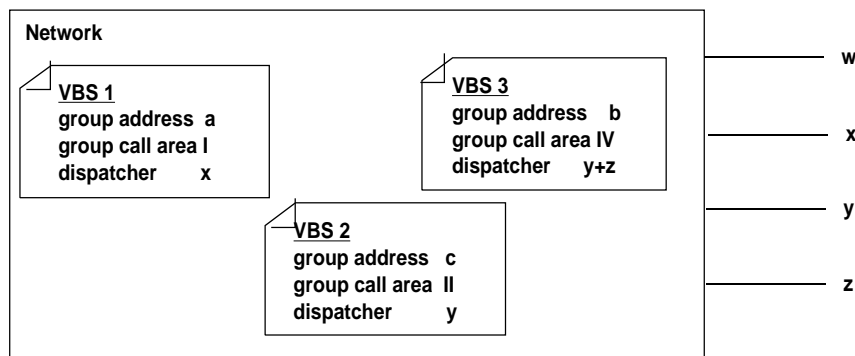 Network
VBS 1
group address a
group call area I
dispatcher x
VBS 3
group address b
group call area IV
dispatcher y+z
VBS 2
group address c
group call area II
dispatcher y
w
x
y
z